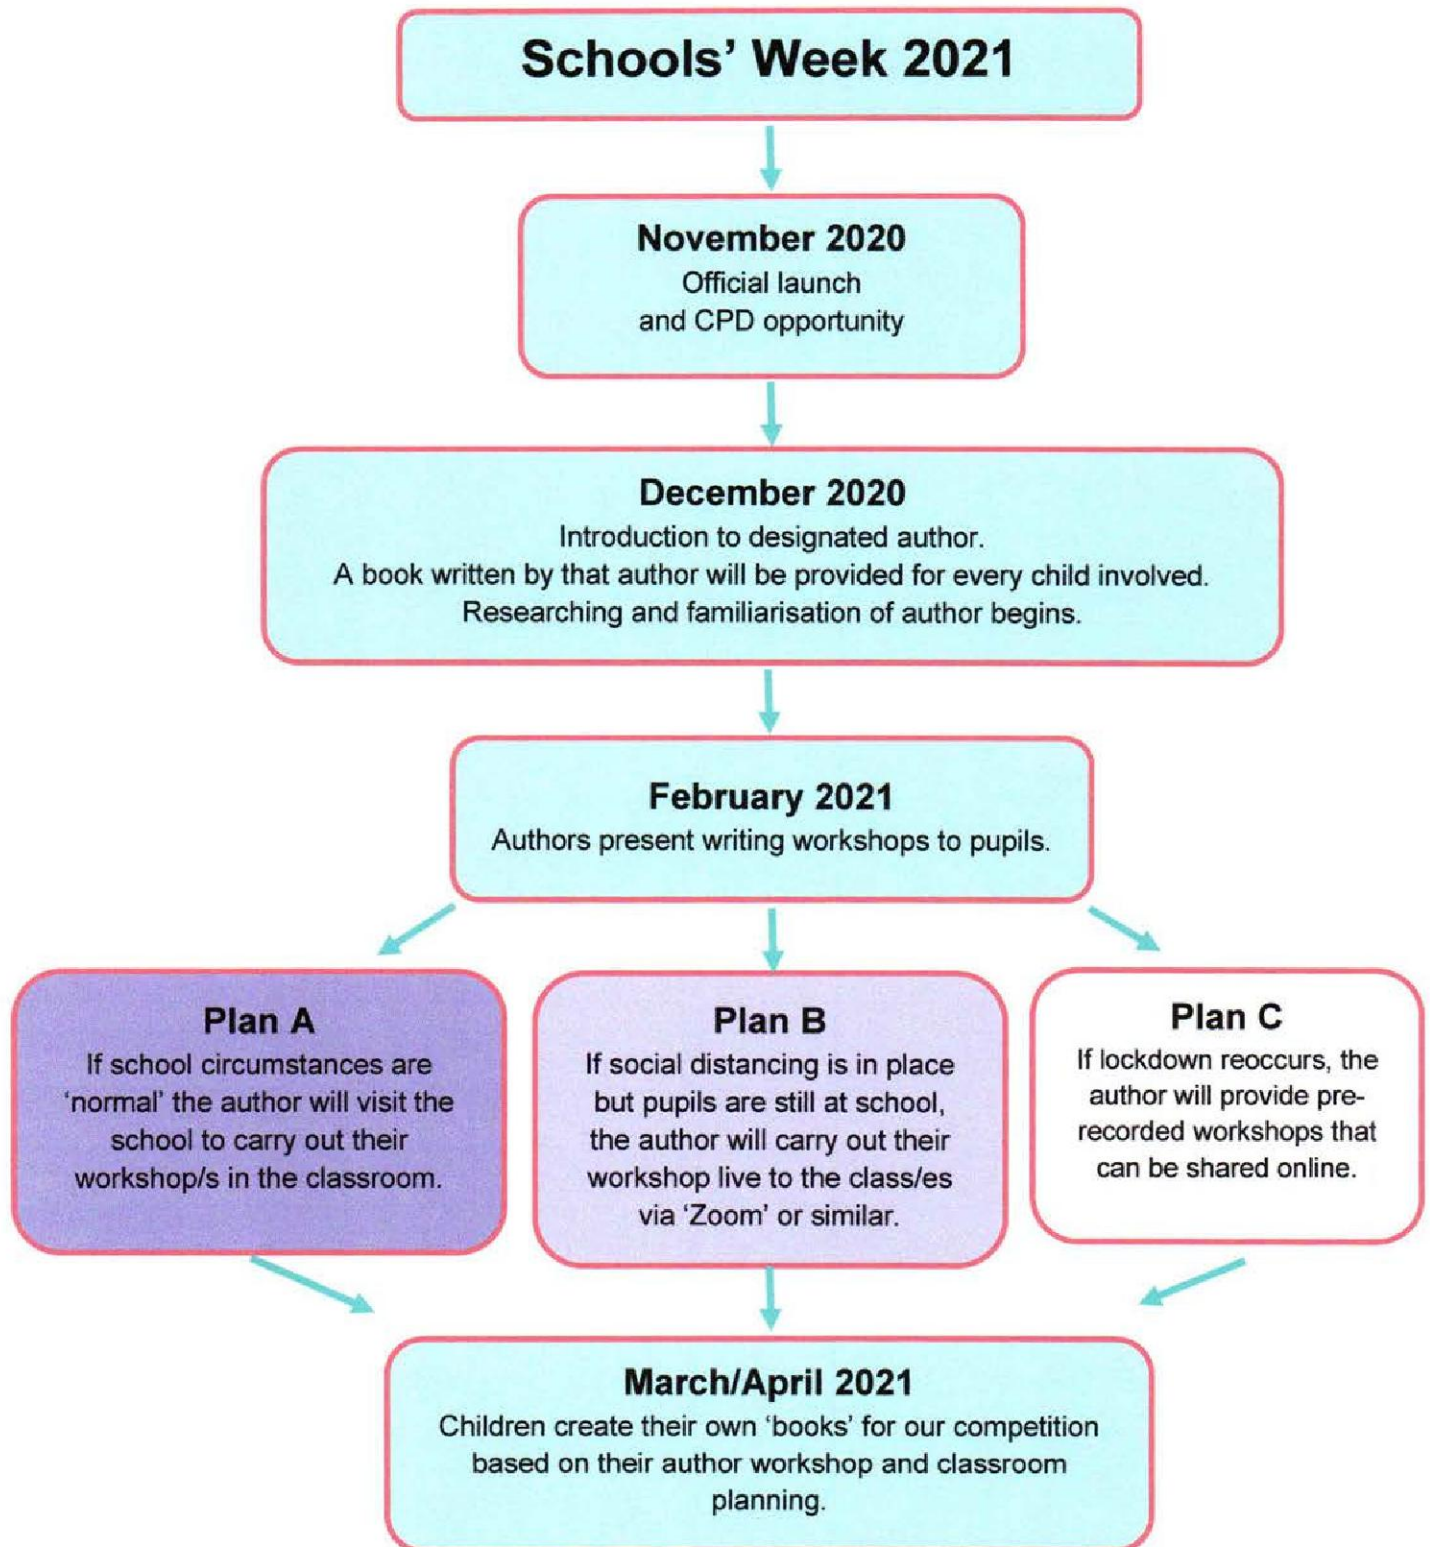 Schools’ Week 2021
November 2020
Official launch
and CPD opportunity
December 2020
Introduction to designated author.
A book written by that author will be provided for every child involved.
Researching and familiarisation of author begins.
February 2021
Authors present writing workshops to pupils.
Plan A
If school circumstances are
‘normal’ the author will visit the
school to carry out their
workshop/s in the classroom.
Plan B
If social distancing is in place
but pupils are still at school,
the author will carry out their
workshop live to the class/es
via ‘Zoom’ or similar.
Plan C
If lockdown reoccurs, the
author will provide pre-
recorded workshops that
can be shared online.
March/April 2021
Children create their own ‘books’ for our competition
based on their author workshop and classroom
planning.